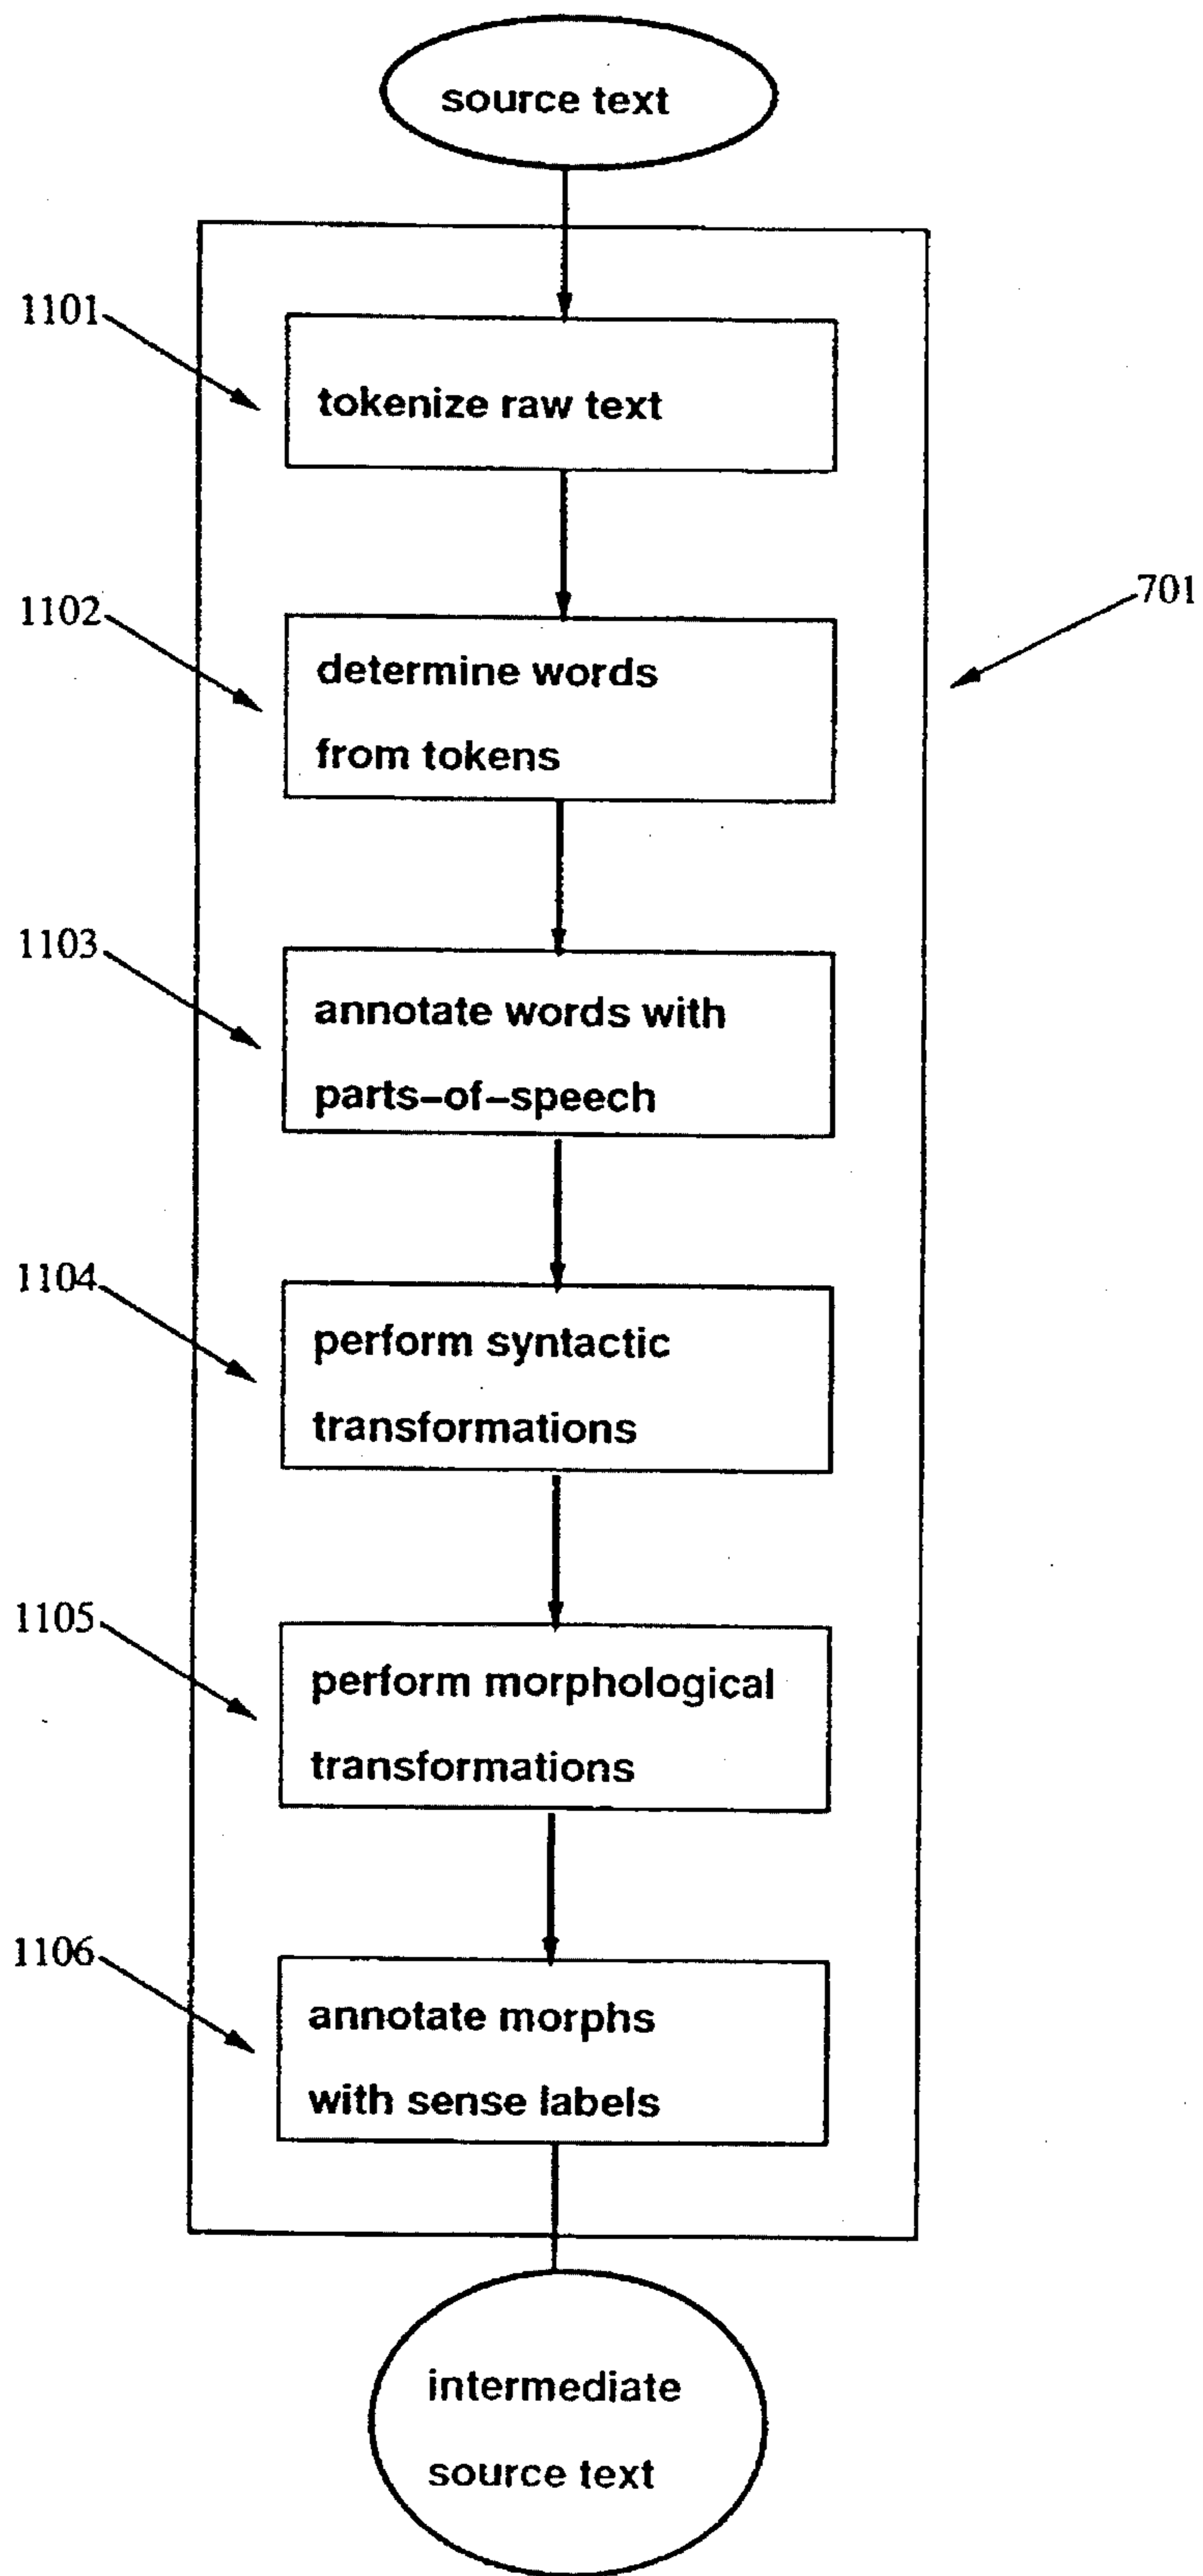 source text
1101
tokenize raw text
1102
determine words
from tokens
701
1103
annotate words with
parts-of-speech
1104
perform syntactic
transformations
1105
perform morphological
transformations
1106
annotate morphs
with sense labels
intermediate
source text